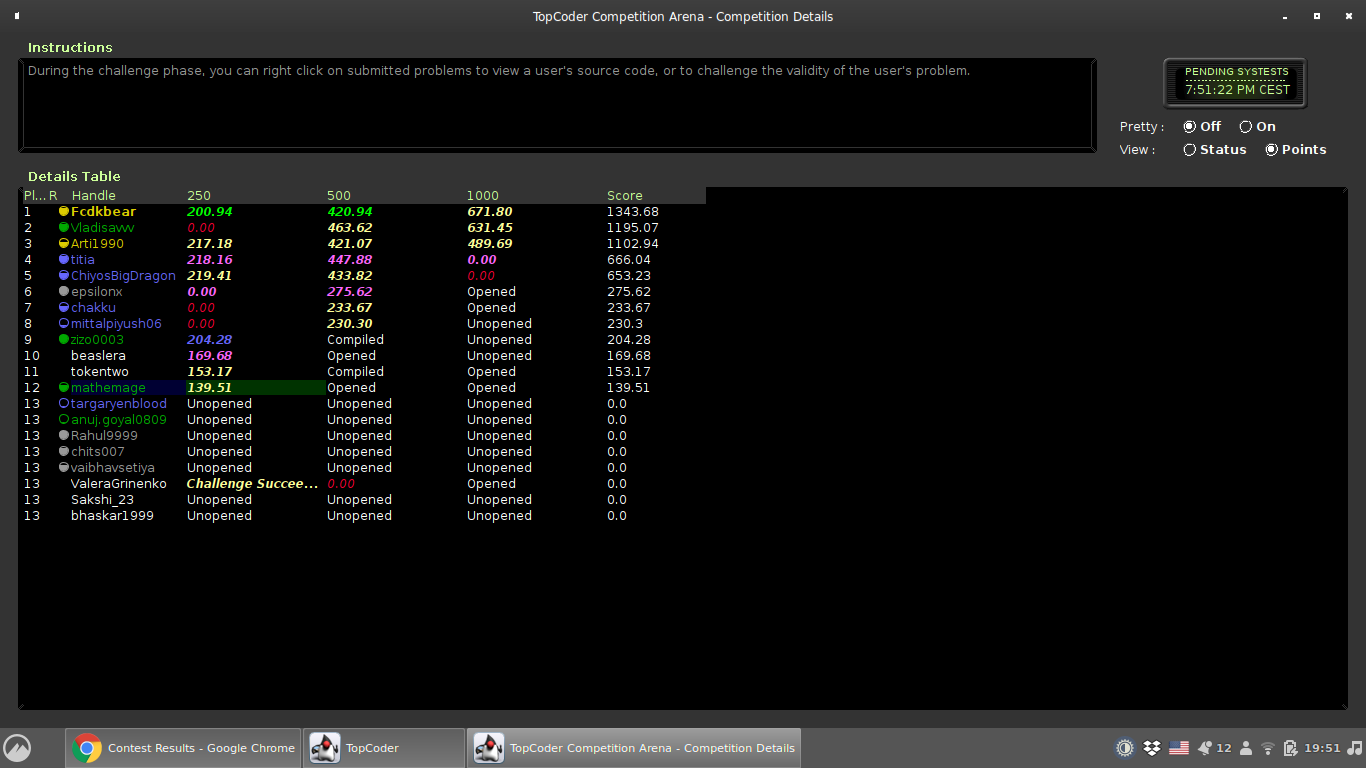 TopCoder Competition Arena - Competition Details
Instructions
During the challenge phase, you can right click on submitted problems to view a user's source code, or to challenge the validity of the user's problem.
PENDING SYSTESTS
7:51:22 PM CEST
Pretty : Off On
View : Status Points
Details Table
Pl... R Handle 250 500 1000 Score
1 Fcdkbear 200.94 420.94 671.80 1343.68
2 Vladisavvv 0.00 463.62 631.45 1195.07
3 Arti1990 217.18 421.07 489.69 1102.94
4 titia 218.16 447.88 0.00 666.04
5 ChiyosBigDragon 219.41 433.82 0.00 653.23
6 epsilonx 0.00 275.62 Opened 275.62
7 chakku 0.00 233.67 Opened 233.67
8 mittalpiyush06 0.00 230.30 Unopened 230.3
9 zizo0003 204.28 Compiled Unopened 204.28
10 beaslera 169.68 Opened Unopened 169.68
11 tokentwo 153.17 Compiled Opened 153.17
12 mathemage 139.51 Opened Opened 139.51
13 targaryenblood Unopened Unopened Unopened 0.0
13 anuj.goyal0809 Unopened Unopened Unopened 0.0
13 Rahul9999 Unopened Unopened Unopened 0.0
13 chits007 Unopened Unopened Unopened 0.0
13 vaibhavsetiya Unopened Unopened Unopened 0.0
13 ValeraGrinenko Challenge Succee... 0.00 Opened 0.0
13 Sakshi_23 Unopened Unopened Unopened 0.0
13 bhaskar1999 Unopened Unopened Unopened 0.0
Contest Results - Google Chrome TopCoder TopCoder Competition Arena - Competition Details 12 19:51